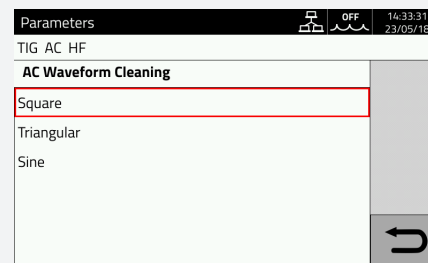 Parameters
OFF
14:33:31
23/05/18
TIG AC HF
AC Waveform Cleaning
Square
Triangular
Sine